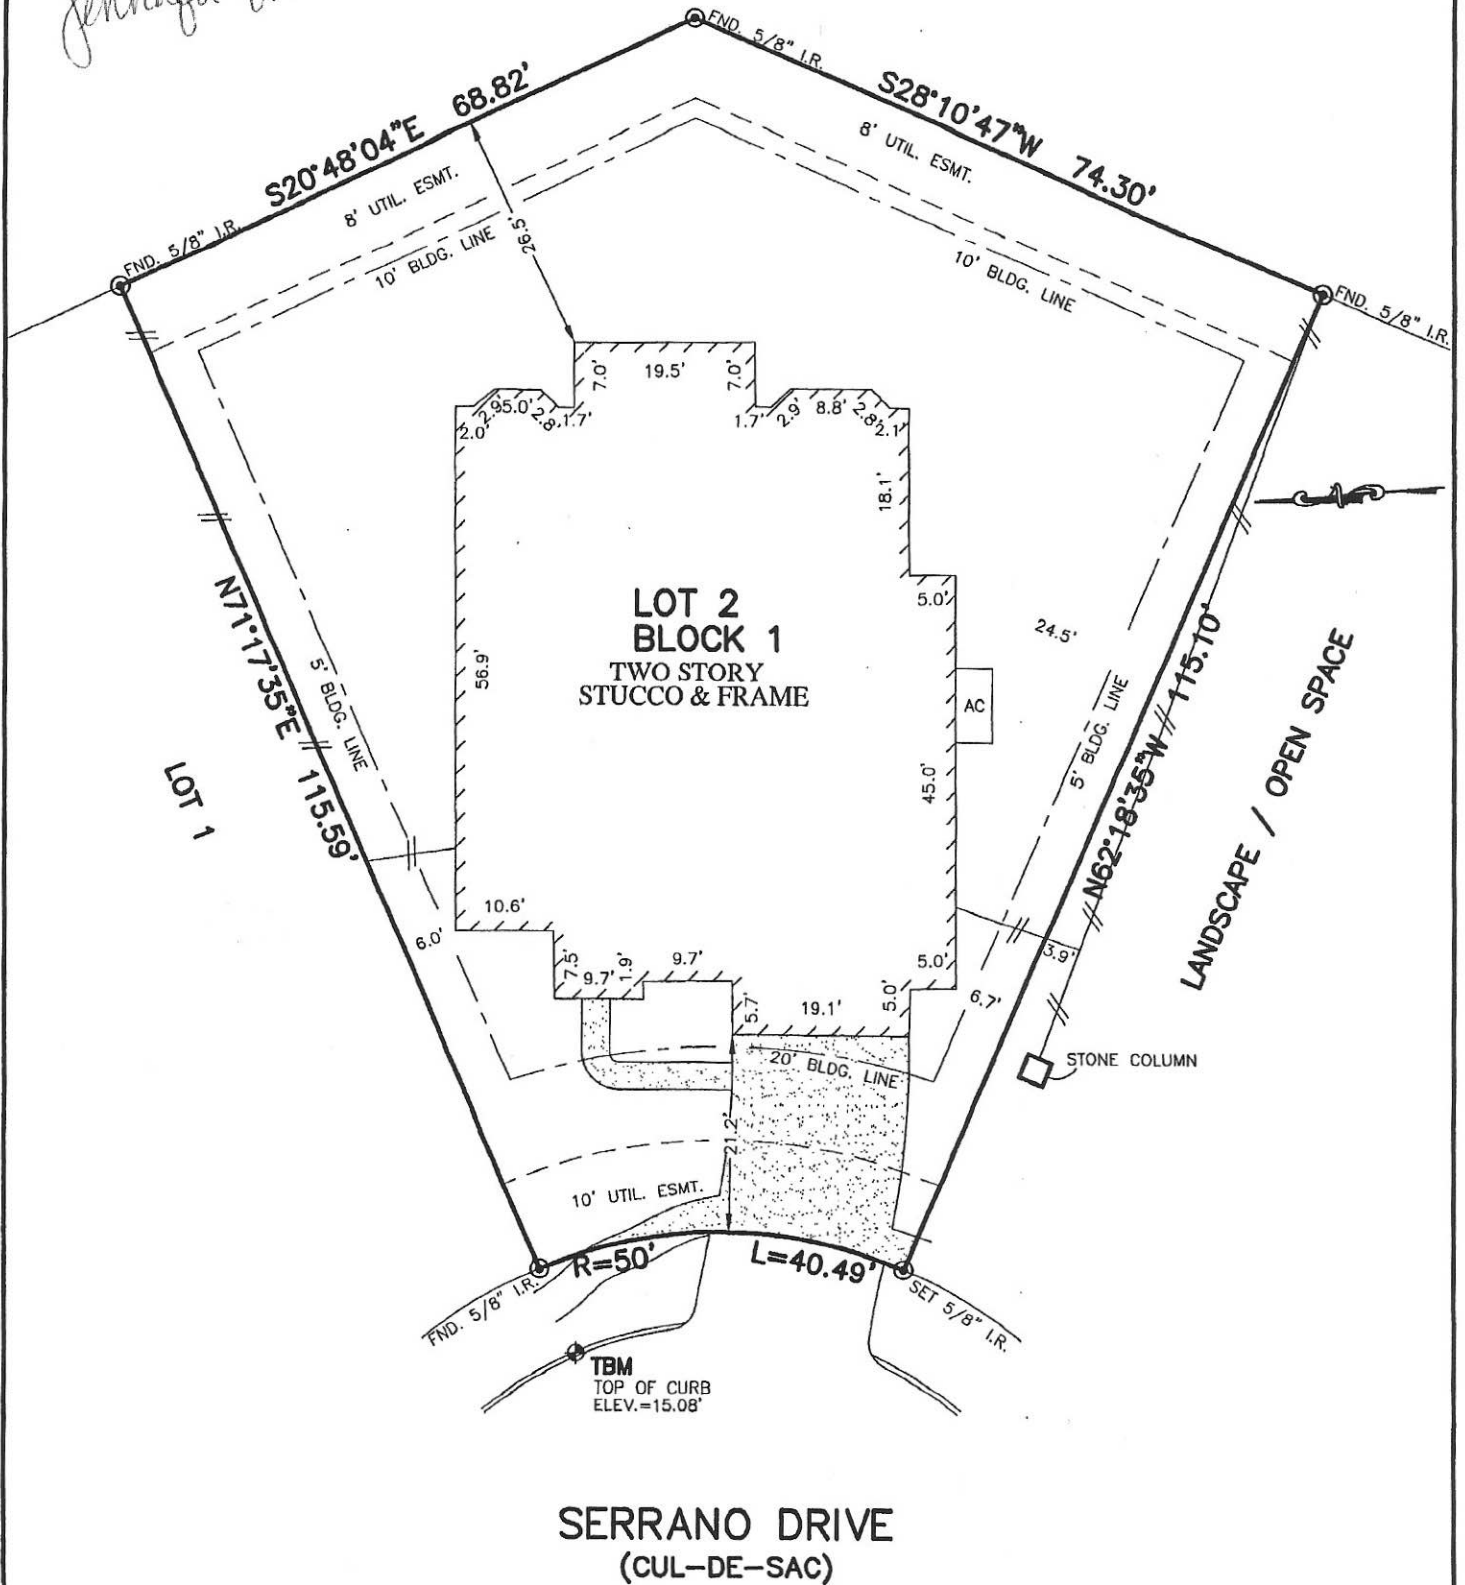 FND. 5/8" I.R.
S20°48'04"E 68.82'
S28°10'47"W 74.30'
8' UTIL. ESMT.
8' UTIL. ESMT.
FND. 5/8" I.R.
10' BLDG. LINE
26.5'
10' BLDG. LINE
FND. 5/8" I.R.
7.0'
19.5'
7.0'
2.0'
2.9'
5.0'
2.8'
1.7'
1.7'
2.9'
8.8'
2.8'
2.1'
18.1'
N71°17'35"E 115.59'
5' BLDG. LINE
56.9'
LOT 2
BLOCK 1
TWO STORY
STUCCO & FRAME
5.0'
24.5'
AC
45.0'
5' BLDG. LINE
N62°18'35"W 115.10'
LANDSCAPE / OPEN SPACE
LOT 1
10.6'
6.0'
7.5'
9.7'
1.9'
9.7'
5.7'
19.1'
5.0'
5.0'
3.9'
6.7'
STONE COLUMN
20' BLDG. LINE
21.2'
10' UTIL. ESMT.
R=50' L=40.49'
FND. 5/8" I.R.
SET 5/8" I.R.
TBM
TOP OF CURB
ELEV.=15.08'
SERRANO DRIVE
(CUL-DE-SAC)